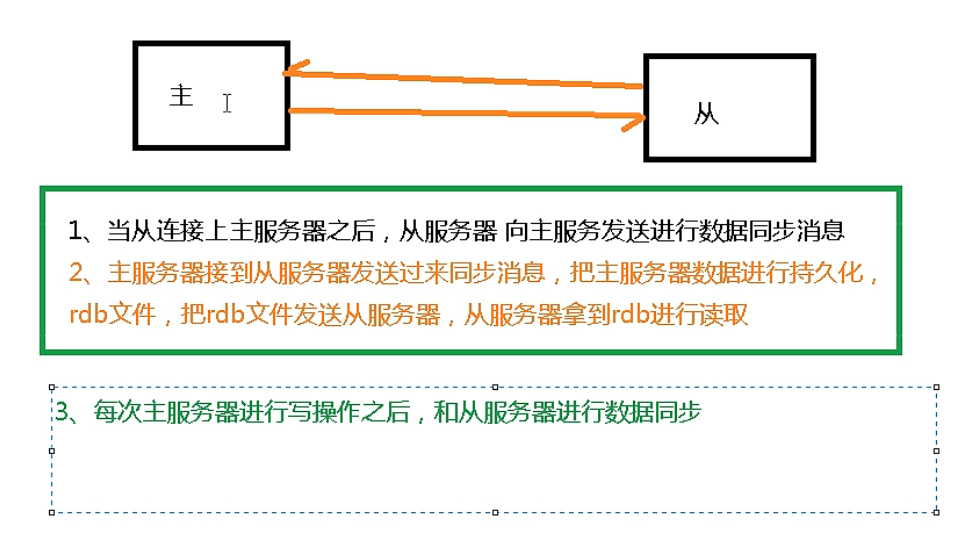 主
从
1、当从连接上主服务器之后，从服务器 向主服务发送进行数据同步消息
2、主服务器接到从服务器发送过来同步消息，把主服务器数据进行持久化，
rdb文件，把rdb文件发送从服务器，从服务器拿到rdb进行读取
3、每次主服务器进行写操作之后，和从服务器进行数据同步